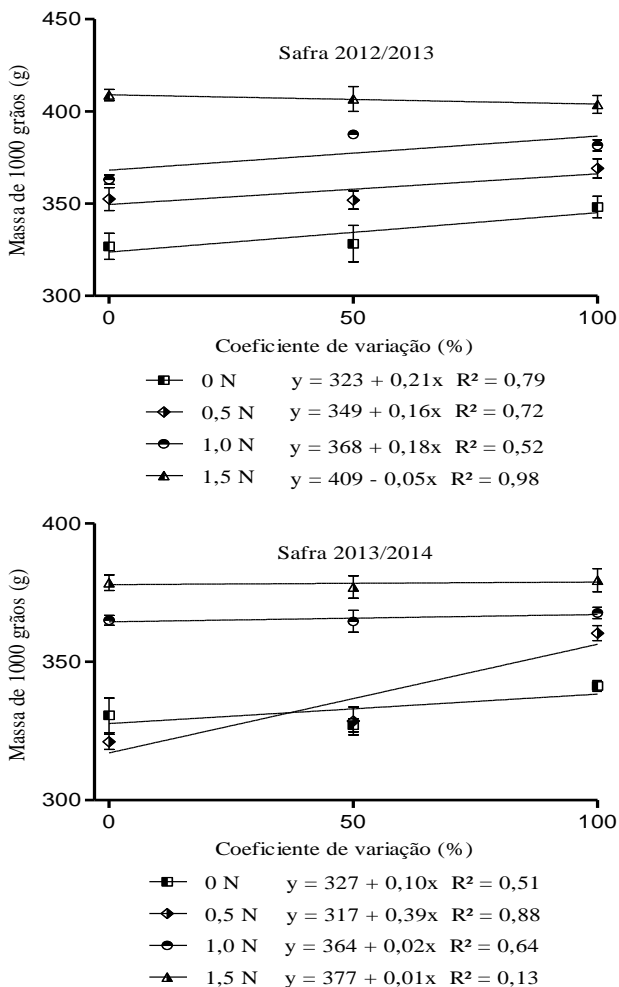 450
Safra 2012/2013
400
350
300
Massa de 1000 grãos (g)
0 50 100
Coeficiente de variação (%)
0 N y = 323 + 0,21x R² = 0,79
0,5 N y = 349 + 0,16x R² = 0,72
1,0 N y = 368 + 0,18x R² = 0,52
1,5 N y = 409 - 0,05x R² = 0,98
400
Safra 2013/2014
350
300
Massa de 1000 grãos (g)
0 50 100
Coeficiente de variação (%)
0 N y = 327 + 0,10x R² = 0,51
0,5 N y = 317 + 0,39x R² = 0,88
1,0 N y = 364 + 0,02x R² = 0,64
1,5 N y = 377 + 0,01x R² = 0,13